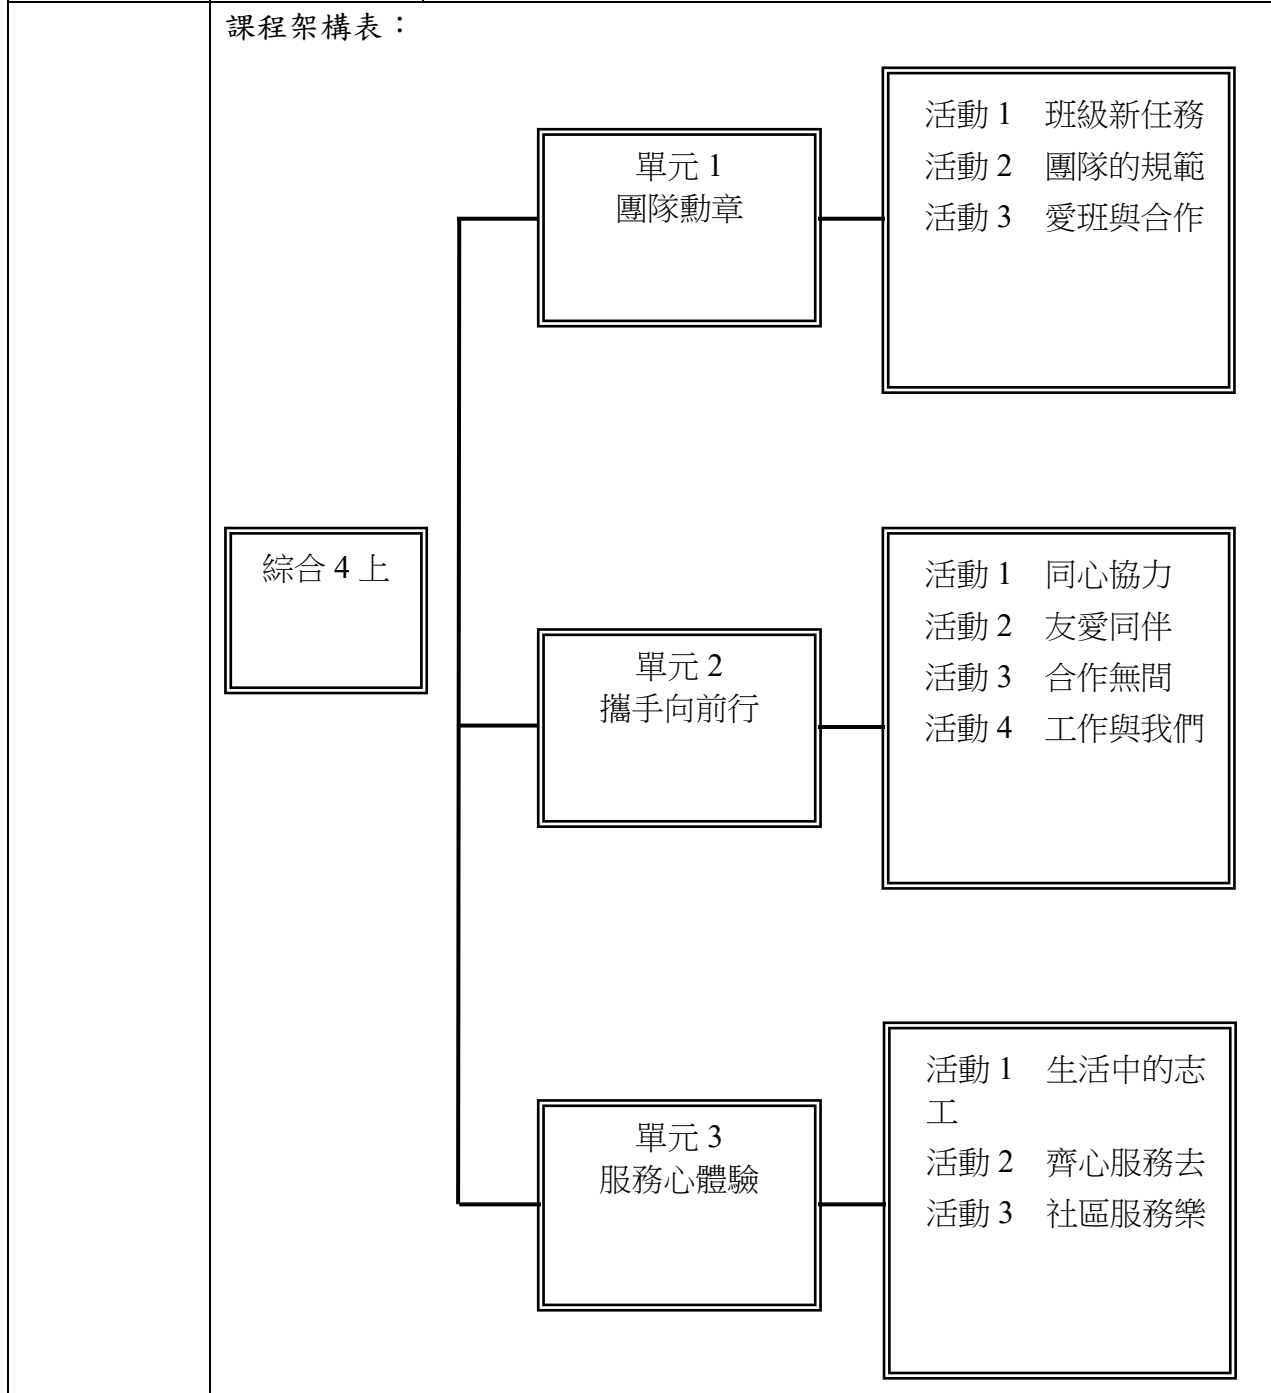 課程架構表：
綜合 4 上
單元 1
團隊勳章
活動 1　班級新任務
活動 2　團隊的規範
活動 3　愛班與合作
單元 2
攜手向前行
活動 1　同心協力
活動 2　友愛同伴
活動 3　合作無間
活動 4　工作與我們
單元 3
服務心體驗
活動 1　生活中的志
工
活動 2　齊心服務去
活動 3　社區服務樂